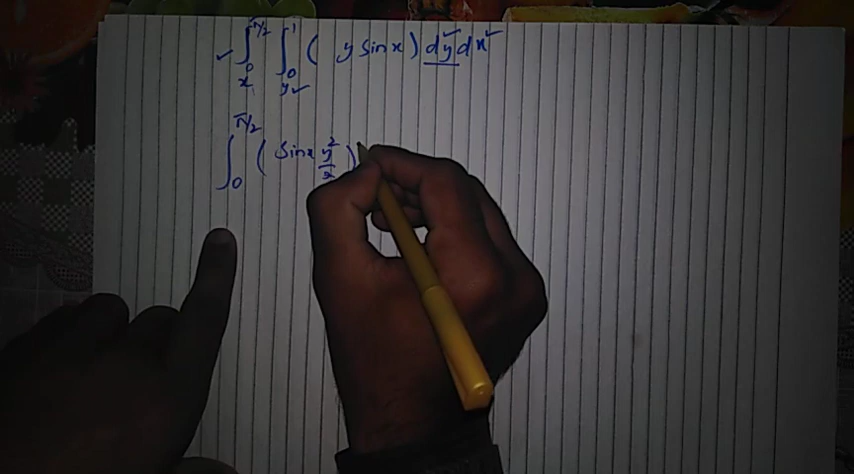 ✓ ∫₀^π/2 ∫₀^1 ( y sin x ) dy✓ dx✓
x y✓
∫₀^π/2 ( sin x y²/2 )